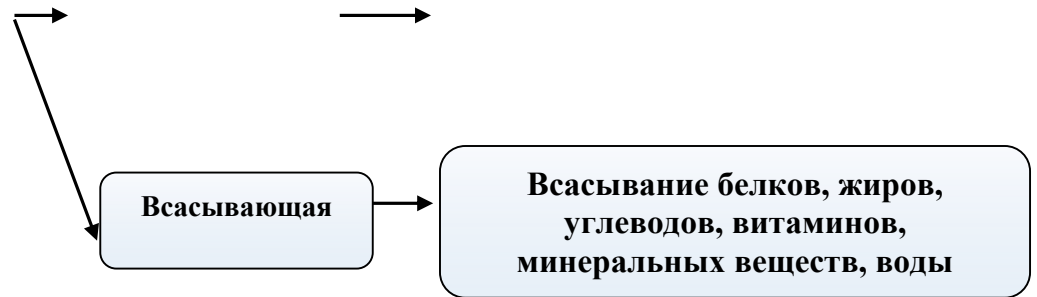 Всасывающая
Всасывание белков, жиров,
углеводов, витаминов,
минеральных веществ, воды